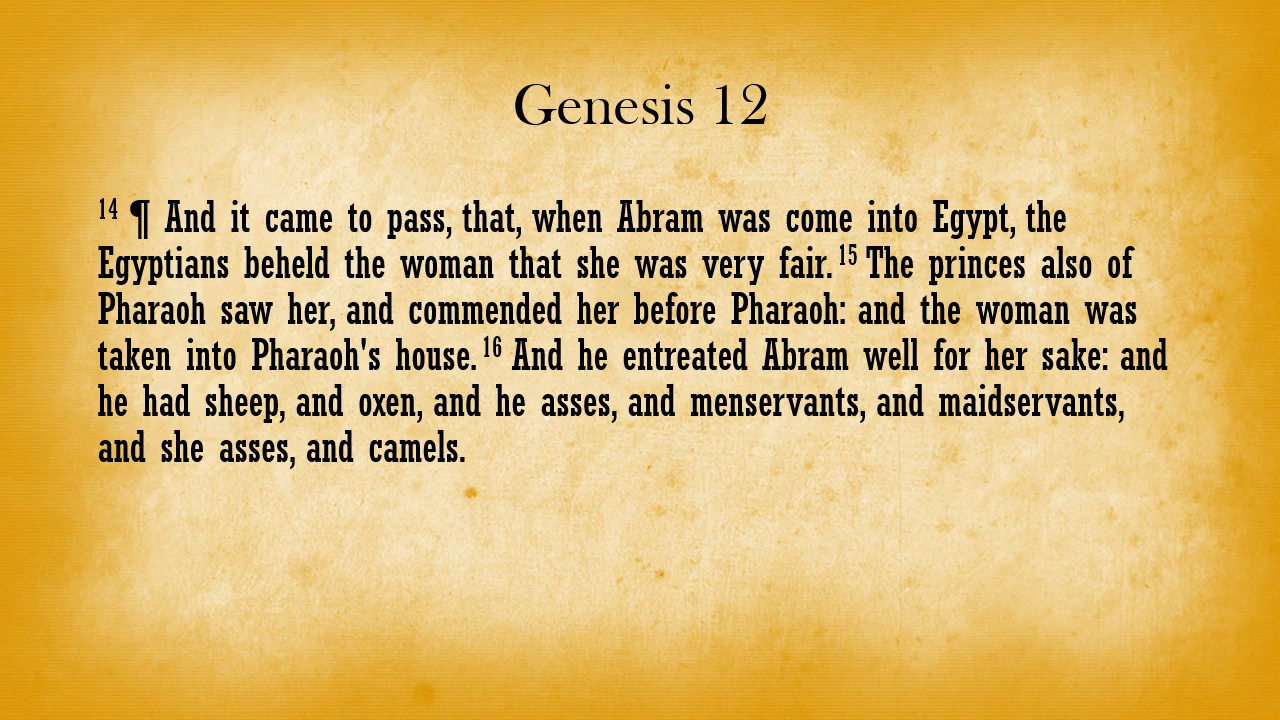 Genesis 12
14 ¶ And it came to pass, that, when Abram was come into Egypt, the
Egyptians beheld the woman that she was very fair. 15 The princes also of
Pharaoh saw her, and commended her before Pharaoh: and the woman was
taken into Pharaoh's house. 16 And he entreated Abram well for her sake: and
he had sheep, and oxen, and he asses, and menservants, and maidservants,
and she asses, and camels.